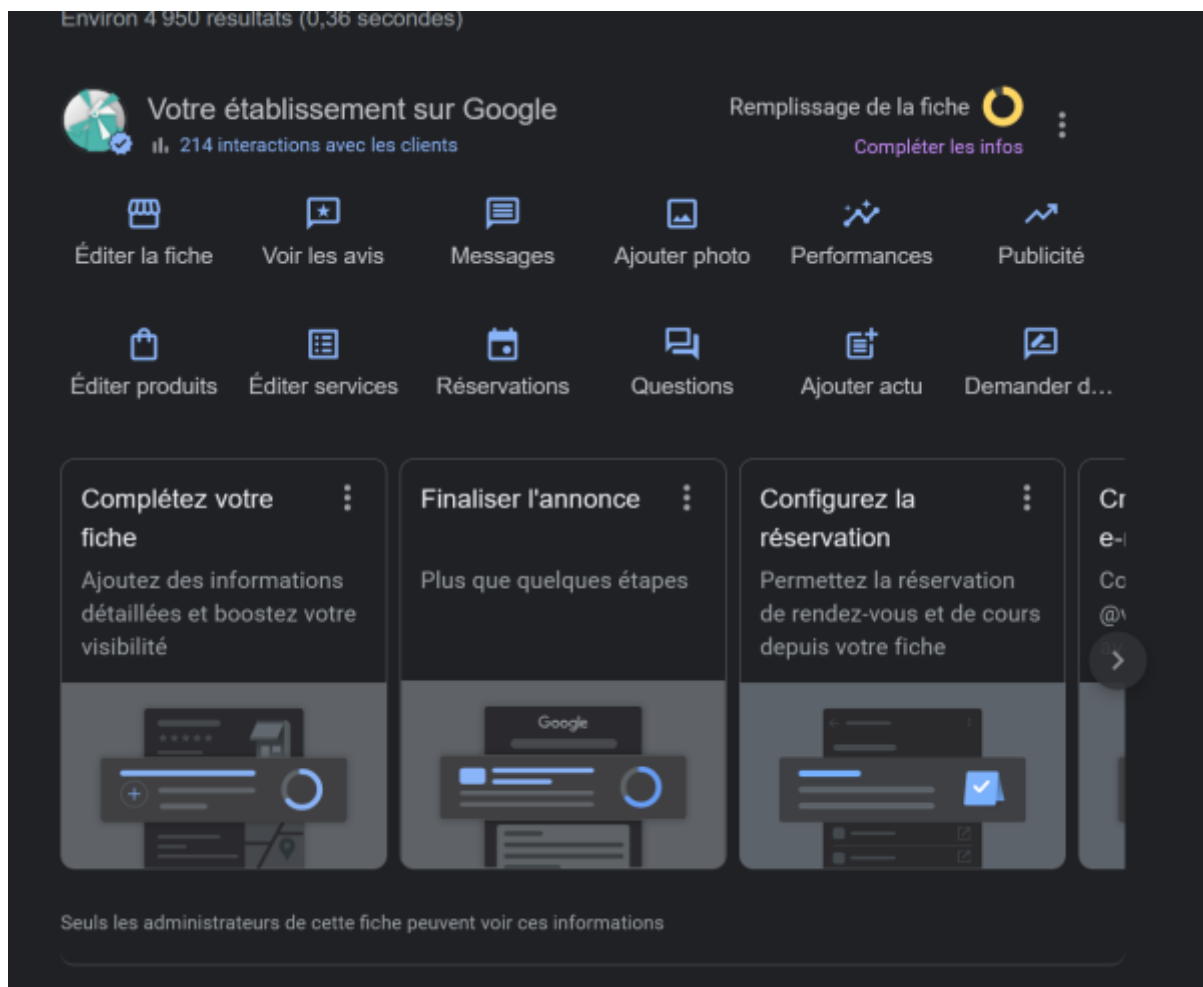 Environ 4 950 résultats (0,36 secondes)
Votre établissement sur Google
214 interactions avec les clients
Remplissage de la fiche
Compléter les infos
Éditer la fiche
Voir les avis
Messages
Ajouter photo
Performances
Publicité
Éditer produits
Éditer services
Réservations
Questions
Ajouter actu
Demander d…
Complétez votre
fiche
Ajoutez des informations
détaillées et boostez votre
visibilité
Finaliser l'annonce
Plus que quelques étapes
Google
Configurez la
réservation
Permettez la réservation
de rendez-vous et de cours
depuis votre fiche
Cr
e-
Co
Seuls les administrateurs de cette fiche peuvent voir ces informations